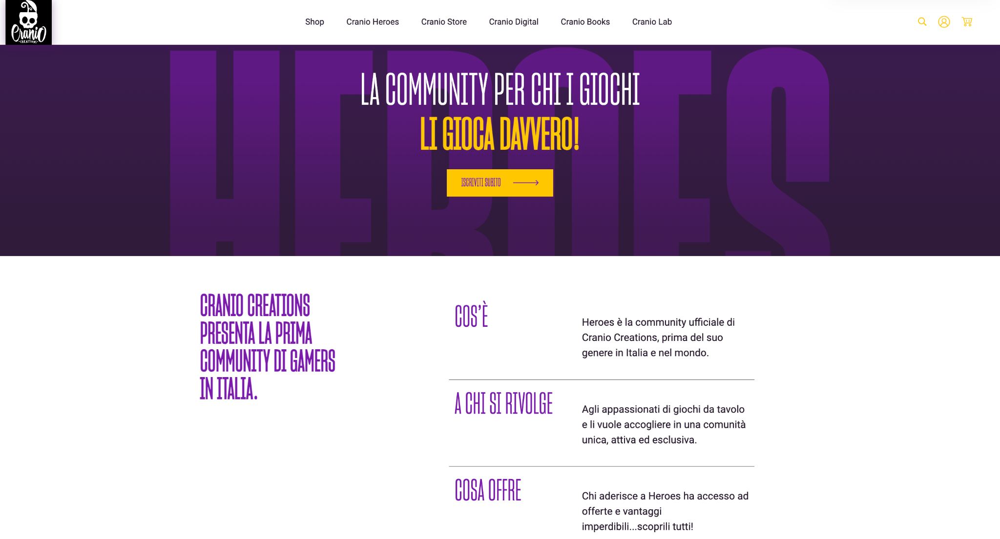 Cranio
CREATIONS
Shop
Cranio Heroes
Cranio Store
Cranio Digital
Cranio Books
Cranio Lab
HEROES
LA COMMUNITY PER CHI I GIOCHI
LI GIOCA DAVVERO!
ISCRIVITI SUBITO
CRANIO CREATIONS
PRESENTA LA PRIMA
COMMUNITY DI GAMERS
IN ITALIA.
COS'È
Heroes è la community ufficiale di
Cranio Creations, prima del suo
genere in Italia e nel mondo.
A CHI SI RIVOLGE
Agli appassionati di giochi da tavolo
e li vuole accogliere in una comunità
unica, attiva ed esclusiva.
COSA OFFRE
Chi aderisce a Heroes ha accesso ad
offerte e vantaggi
imperdibili...scoprili tutti!